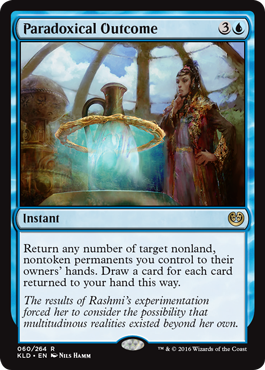 Paradoxical Outcome 3
Instant
Return any number of target nonland,
nontoken permanents you control to their
owners' hands. Draw a card for each card
returned to your hand this way.
The results of Rashmi's experimentation
forced her to consider the possibility that
multitudinous realities existed beyond her own.
060/264 R
KLD • EN NILS HAMM
™ & © 2016 Wizards of the Coast